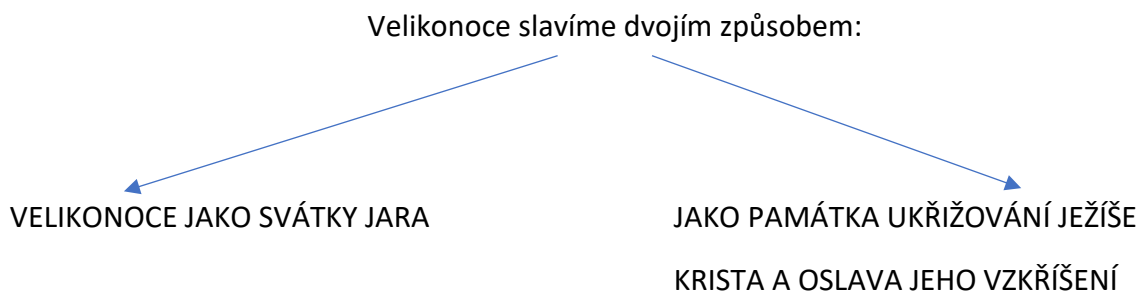 Velikonoce slavíme dvojím způsobem:
VELIKONOCE JAKO SVÁTKY JARA
JAKO PAMÁTKA UKŘIŽOVÁNÍ JEŽÍŠE
KRISTA A OSLAVA JEHO VZKŘÍŠENÍ